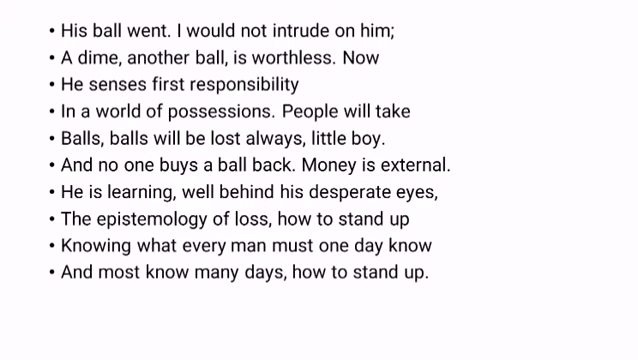 • His ball went. I would not intrude on him;
• A dime, another ball, is worthless. Now
• He senses first responsibility
• In a world of possessions. People will take
• Balls, balls will be lost always, little boy.
• And no one buys a ball back. Money is external.
• He is learning, well behind his desperate eyes,
• The epistemology of loss, how to stand up
• Knowing what every man must one day know
• And most know many days, how to stand up.